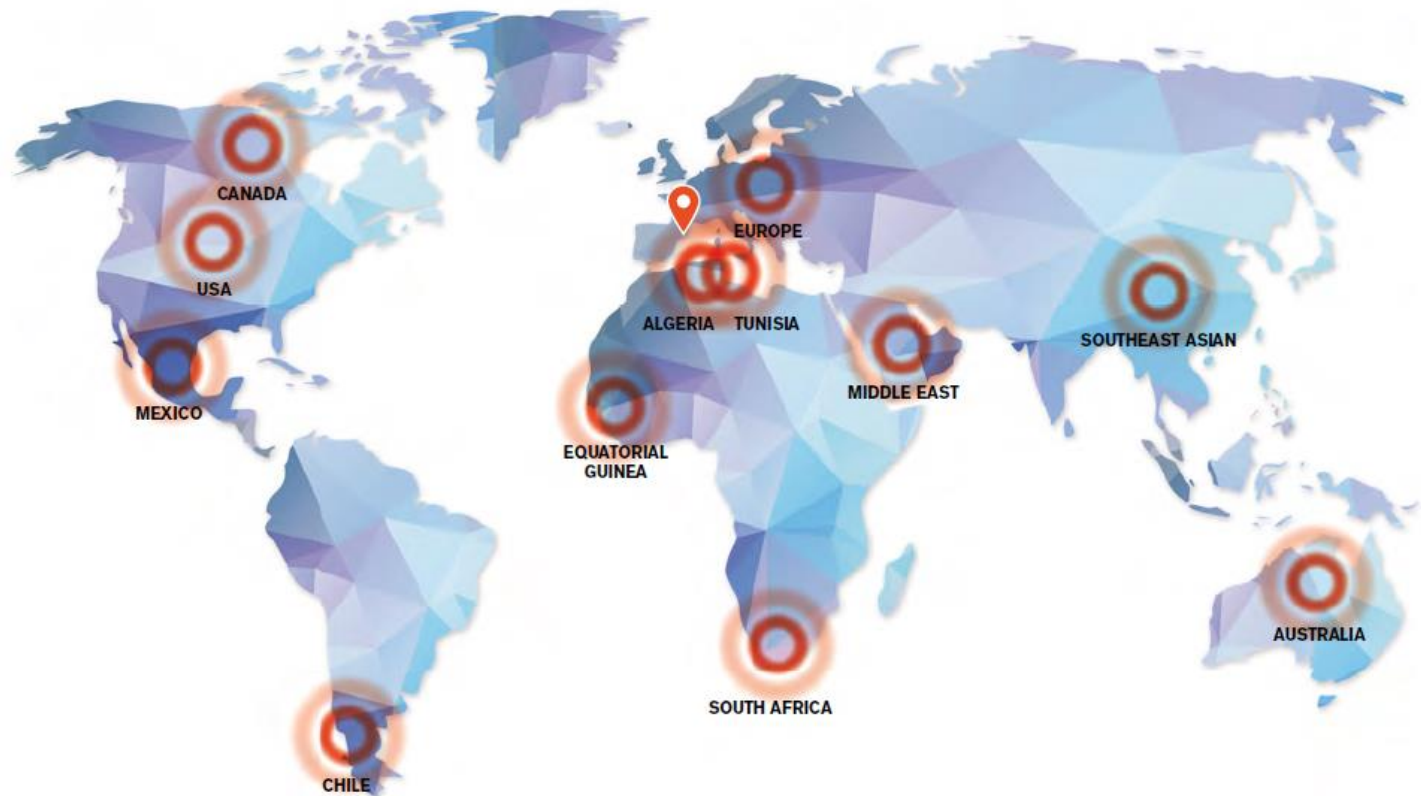 CANADA
EUROPE
USA
ALGERIA TUNISIA
SOUTHEAST ASIAN
MIDDLE EAST
MEXICO
EQUATORIAL
GUINEA
AUSTRALIA
SOUTH AFRICA
CHILE